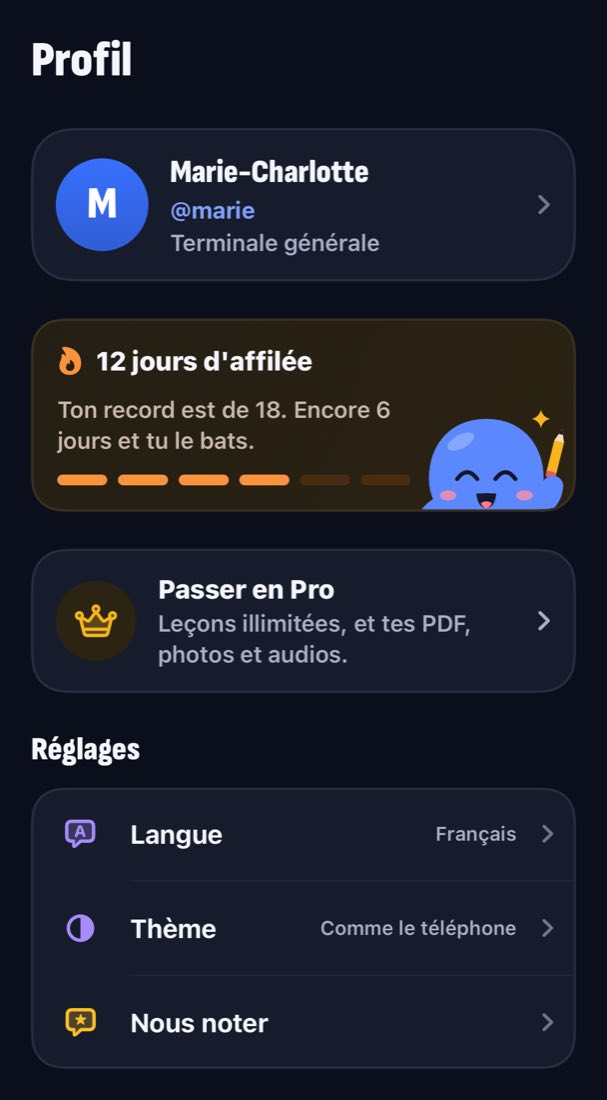 Profil
M
Marie-Charlotte
@marie
Terminale générale
12 jours d'affilée
Ton record est de 18. Encore 6
jours et tu le bats.
Passer en Pro
Leçons illimitées, et tes PDF,
photos et audios.
Réglages
A
Langue
Français
Thème
Comme le téléphone
Nous noter